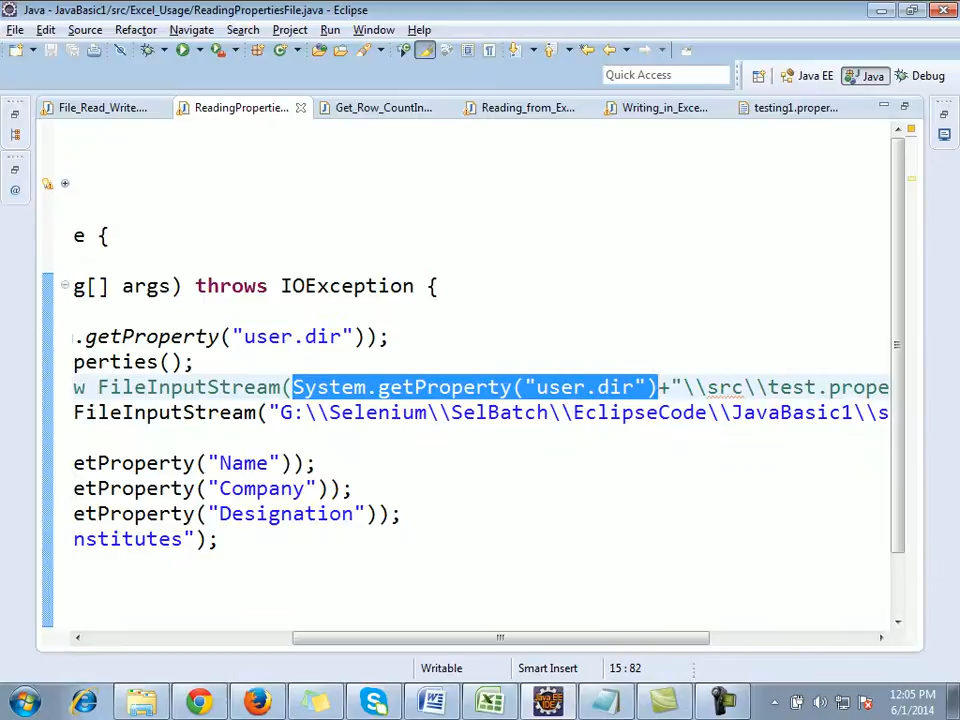 Java - JavaBasic1/src/Excel_Usage/ReadingPropertiesFile.java - Eclipse
File Edit Source Refactor Navigate Search Project Run Window Help
Quick Access
Java EE
Java
Debug
File_Read_Write....
ReadingPropertie...
Get_Row_CountIn...
Reading_from_Ex...
Writing_in_Exce...
testing1.proper...
e {
g[] args) throws IOException {
.getProperty("user.dir"));
perties();
w FileInputStream(System.getProperty("user.dir")+"\\src\\test.prope
FileInputStream("G:\\Selenium\\SelBatch\\EclipseCode\\JavaBasic1\\s
etProperty("Name"));
etProperty("Company"));
etProperty("Designation"));
nstitutes");
Writable
Smart Insert
15 : 82
12:05 PM
6/1/2014